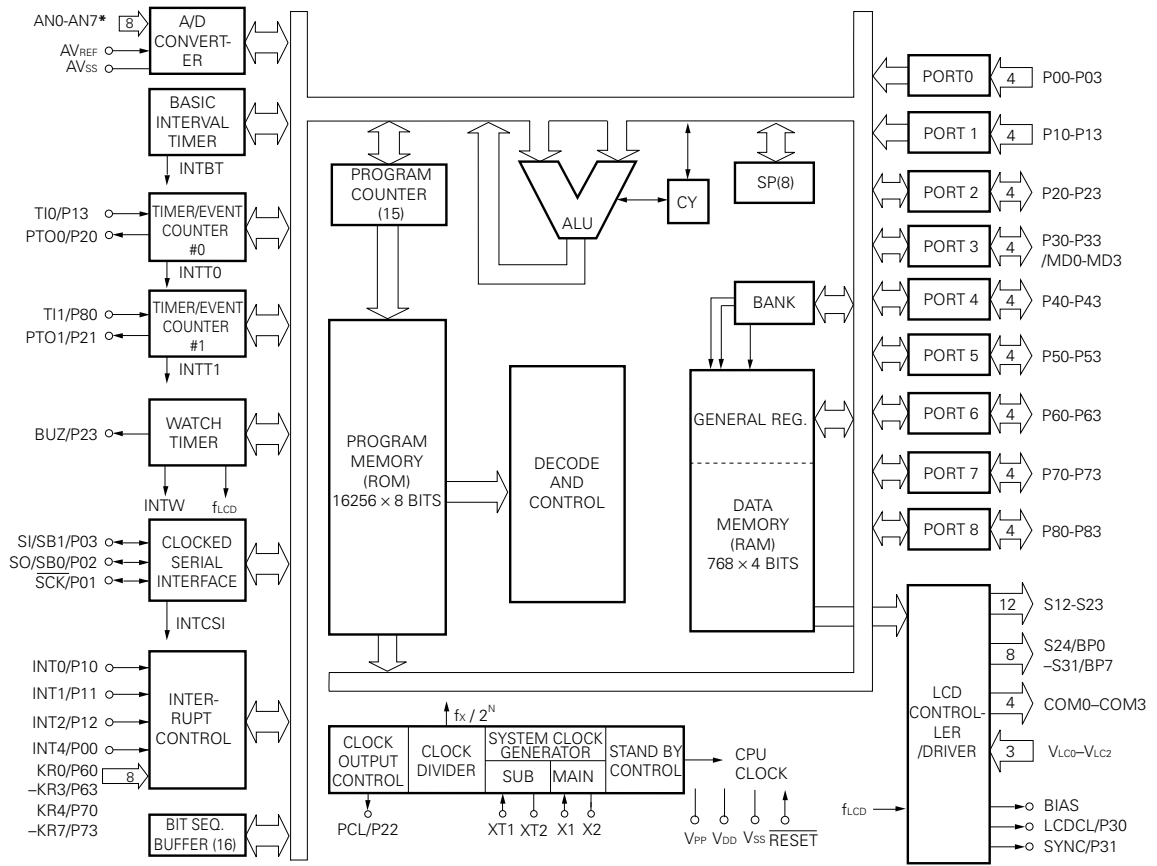 AN0-AN7*
8
A/D
CONVERT-
ER
AVREF
AVSS
BASIC
INTERVAL
TIMER
INTBT
TI0/P13
PTO0/P20
TIMER/EVENT
COUNTER
#0
INTT0
TI1/P80
PTO1/P21
TIMER/EVENT
COUNTER
#1
INTT1
BUZ/P23
WATCH
TIMER
INTW
fLCD
SI/SB1/P03
SO/SB0/P02
SCK/P01
CLOCKED
SERIAL
INTERFACE
INTCSI
INT0/P10
INT1/P11
INT2/P12
INT4/P00
KR0/P60
–KR3/P63
KR4/P70
–KR7/P73
8
INTER-
RUPT
CONTROL
BIT SEQ.
BUFFER (16)
PROGRAM
COUNTER
(15)
ALU
CY
SP(8)
BANK
PROGRAM
MEMORY
(ROM)
16256 × 8 BITS
DECODE
AND
CONTROL
GENERAL REG.
DATA
MEMORY
(RAM)
768 × 4 BITS
fX / 2N
CLOCK
OUTPUT
CONTROL
CLOCK
DIVIDER
SYSTEM CLOCK
GENERATOR
SUB
MAIN
STAND BY
CONTROL
CPU
CLOCK
PCL/P22
XT1
XT2
X1
X2
VPP
VDD
VSS
RESET
PORT0
4
P00-P03
PORT 1
4
P10-P13
PORT 2
4
P20-P23
PORT 3
4
P30-P33
/MD0-MD3
PORT 4
4
P40-P43
PORT 5
4
P50-P53
PORT 6
4
P60-P63
PORT 7
4
P70-P73
PORT 8
4
P80-P83
LCD
CONTROL-
LER
/DRIVER
12
S12-S23
8
S24/BP0
–S31/BP7
4
COM0–COM3
3
VLC0–VLC2
fLCD
BIAS
LCDCL/P30
SYNC/P31